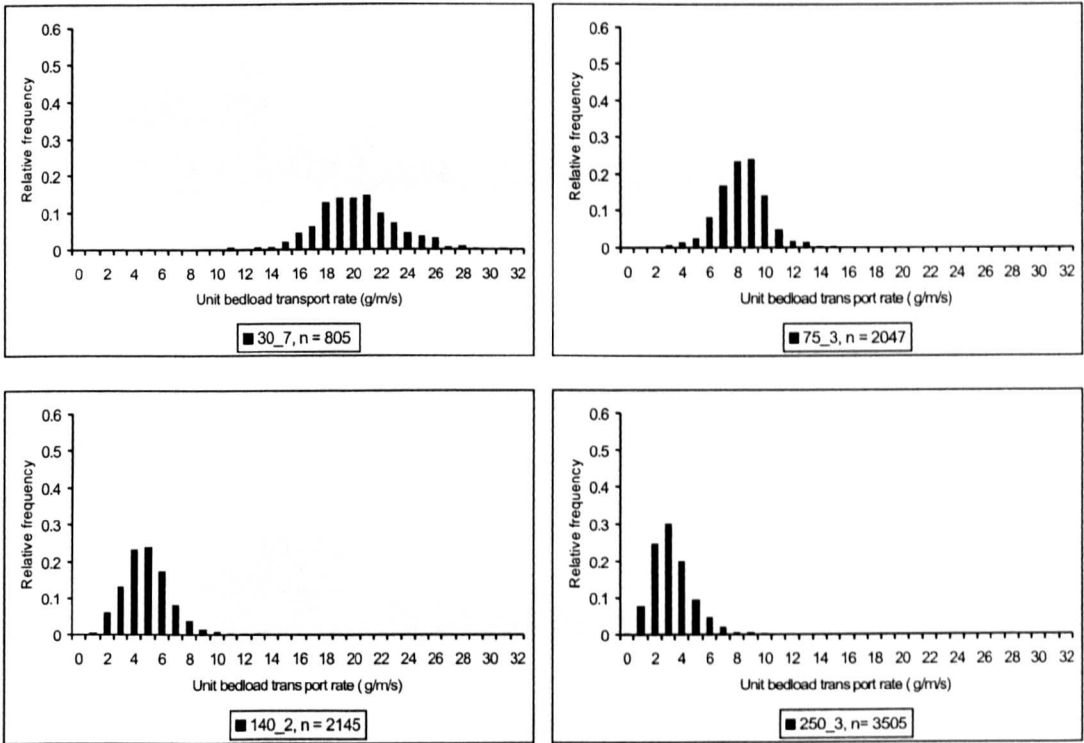 0.6
0.5
0.4
0.3
0.2
0.1
0
Relative frequency
0 2 4 6 8 10 12 14 16 18 20 22 24 26 28 30 32
Unit bedload transport rate (g/m/s)
30_7, n = 805
0.6
0.5
0.4
0.3
0.2
0.1
0
Relative frequency
0 2 4 6 8 10 12 14 16 18 20 22 24 26 28 30 32
Unit bedload trans port rate ( g/m/s)
75_3, n = 2047
0.6
0.5
0.4
0.3
0.2
0.1
0
Relative frequency
0 2 4 6 8 10 12 14 16 18 20 22 24 26 28 30 32
Unit bedload trans port rate ( g/m/s)
140_2, n = 2145
0.6
0.5
0.4
0.3
0.2
0.1
0
Relative frequency
0 2 4 6 8 10 12 14 16 18 20 22 24 26 28 30 32
Unit bedload trans port rate ( g/m/s)
250_3, n= 3505